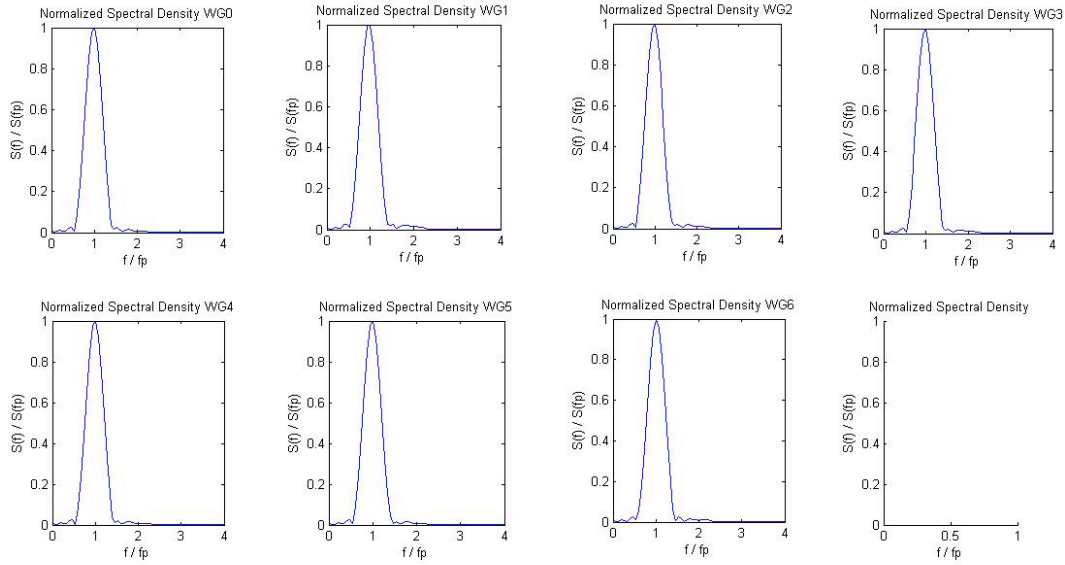 Normalized Spectral Density WG0
1
0.8
0.6
0.4
0.2
0
S(f) / S(fp)
0 1 2 3 4
f / fp
Normalized Spectral Density WG1
1
0.8
0.6
0.4
0.2
0
S(f) / S(fp)
0 1 2 3 4
f / fp
Normalized Spectral Density WG2
1
0.8
0.6
0.4
0.2
0
S(f) / S(fp)
0 1 2 3 4
f / fp
Normalized Spectral Density WG3
1
0.8
0.6
0.4
0.2
0
S(f) / S(fp)
0 1 2 3 4
f / fp
Normalized Spectral Density WG4
1
0.8
0.6
0.4
0.2
0
S(f) / S(fp)
0 1 2 3 4
f / fp
Normalized Spectral Density WG5
1
0.8
0.6
0.4
0.2
0
S(f) / S(fp)
0 1 2 3 4
f / fp
Normalized Spectral Density WG6
1
0.8
0.6
0.4
0.2
0
S(f) / S(fp)
0 1 2 3 4
f / fp
Normalized Spectral Density
1
0.8
0.6
0.4
0.2
0
S(f) / S(fp)
0 0.5 1
f / fp